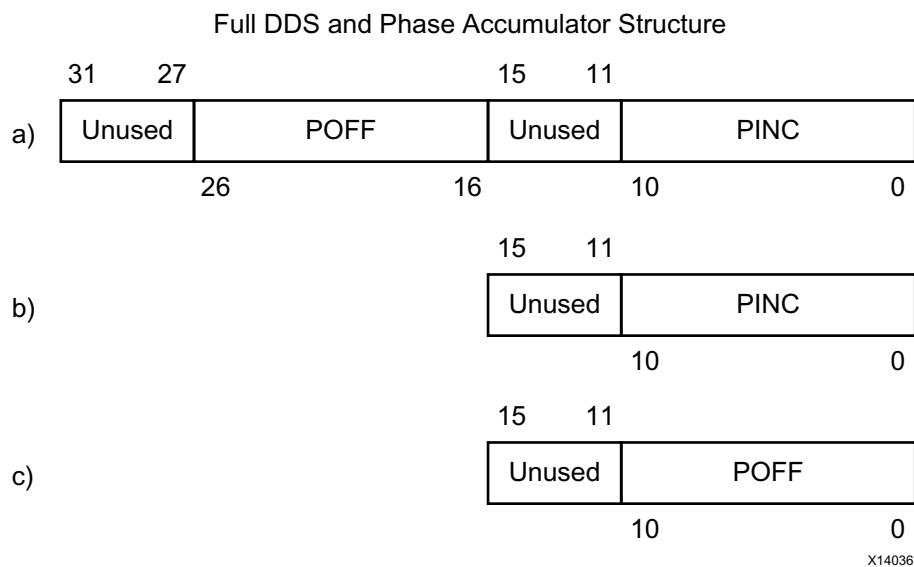 Full DDS and Phase Accumulator Structure
31 27 15 11
a) Unused POFF Unused PINC
26 16 10 0
15 11
b) Unused PINC
10 0
15 11
c) Unused POFF
10 0
X14036